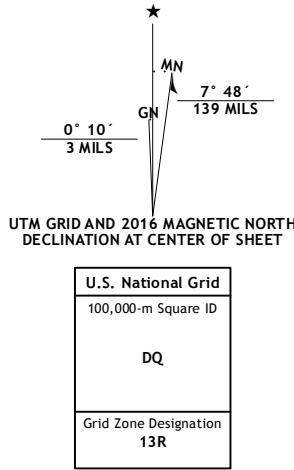 ★
MN
GN
7° 48´
139 MILS
0° 10´
3 MILS
UTM GRID AND 2016 MAGNETIC NORTH
DECLINATION AT CENTER OF SHEET
U.S. National Grid
100,000-m Square ID
DQ
Grid Zone Designation
13R